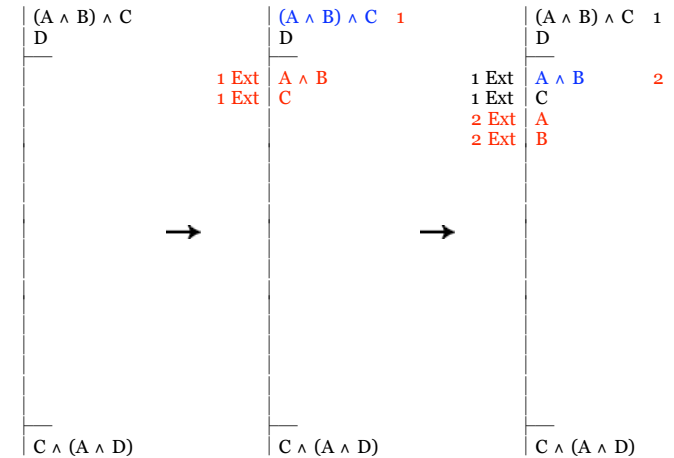 (A ∧ B) ∧ C
D
C ∧ (A ∧ D)
(A ∧ B) ∧ C 1
D
1 Ext A ∧ B
1 Ext C
C ∧ (A ∧ D)
(A ∧ B) ∧ C 1
D
1 Ext A ∧ B 2
1 Ext C
2 Ext A
2 Ext B
C ∧ (A ∧ D)